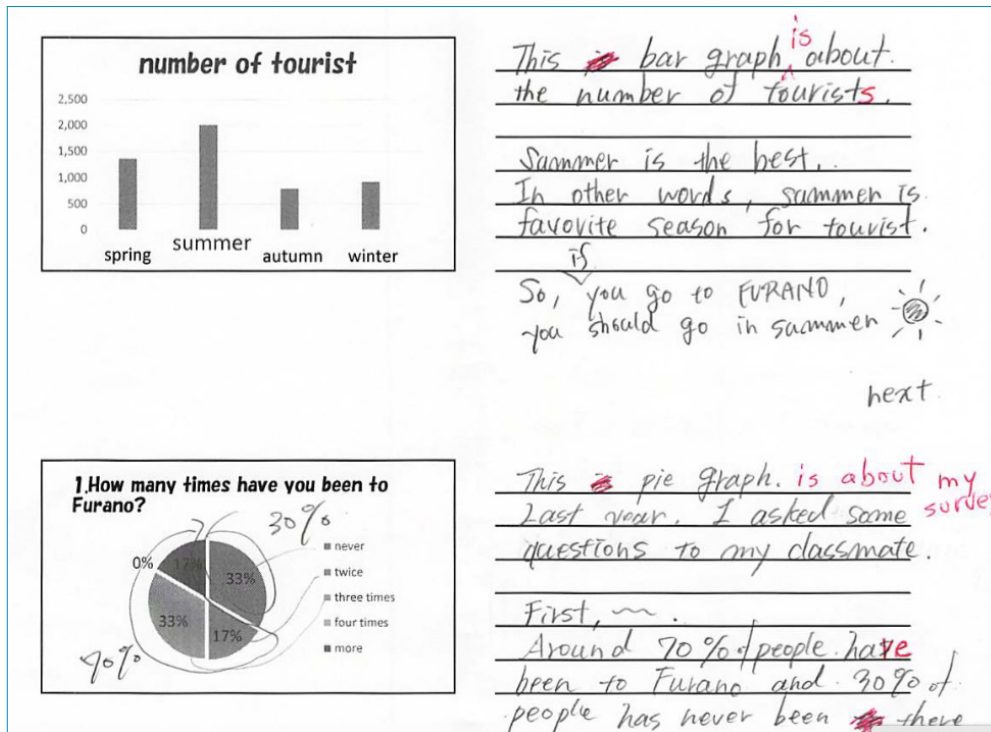 number of tourist
2,500
2,000
1,500
1,000
500
0
spring
summer
autumn
winter
This bar graph is about
the number of tourists.
Sammer is the best.
In other words, sammer is
favorite season for tourist.
So, if you go to FURANO,
you should go in sammer
next.
1.How many times have you been to
Furano?
30%
0%
17%
33%
33%
17%
70%
never
twice
three times
four times
more
This pie graph. is about my
survey
Last year. I asked some
questions to my classmate.
First, ~~ .
Around 70% of people have
been to Furano and 30% of
people has never been there